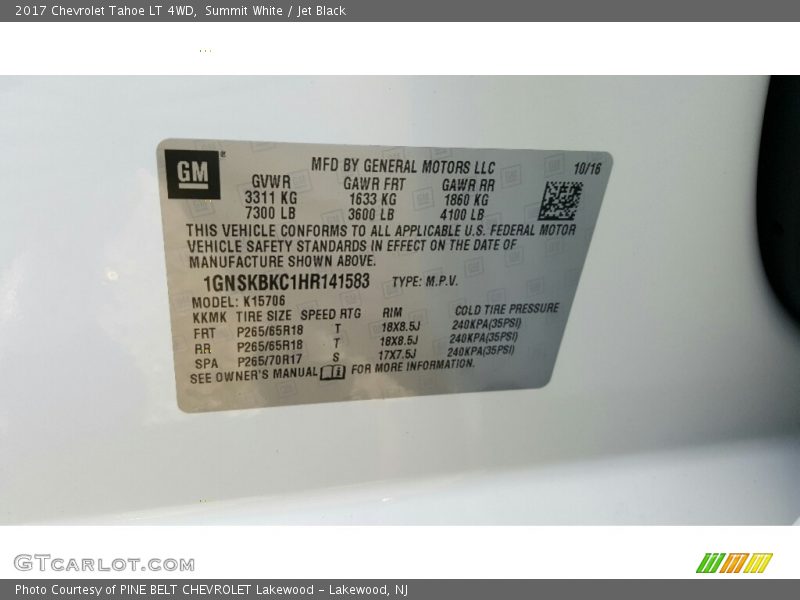 2017 Chevrolet Tahoe LT 4WD,  Summit White / Jet Black
GM®
MFD BY GENERAL MOTORS LLC 10/16
GVWR GAWR FRT GAWR RR
3311 KG 1633 KG 1860 KG
7300 LB 3600 LB 4100 LB
THIS VEHICLE CONFORMS TO ALL APPLICABLE U.S. FEDERAL MOTOR
VEHICLE SAFETY STANDARDS IN EFFECT ON THE DATE OF
MANUFACTURE SHOWN ABOVE.
1GNSKBKC1HR141583 TYPE: M.P.V.
MODEL: K15706
KKMK TIRE SIZE SPEED RTG RIM COLD TIRE PRESSURE
FRT P265/65R18 T 18X8.5J 240KPA(35PSI)
RR P265/65R18 T 18X8.5J 240KPA(35PSI)
SPA P265/70R17 S 17X7.5J 240KPA(35PSI)
SEE OWNER'S MANUAL FOR MORE INFORMATION.
GTcarlot.com
Photo Courtesy of PINE BELT CHEVROLET Lakewood - Lakewood, NJ